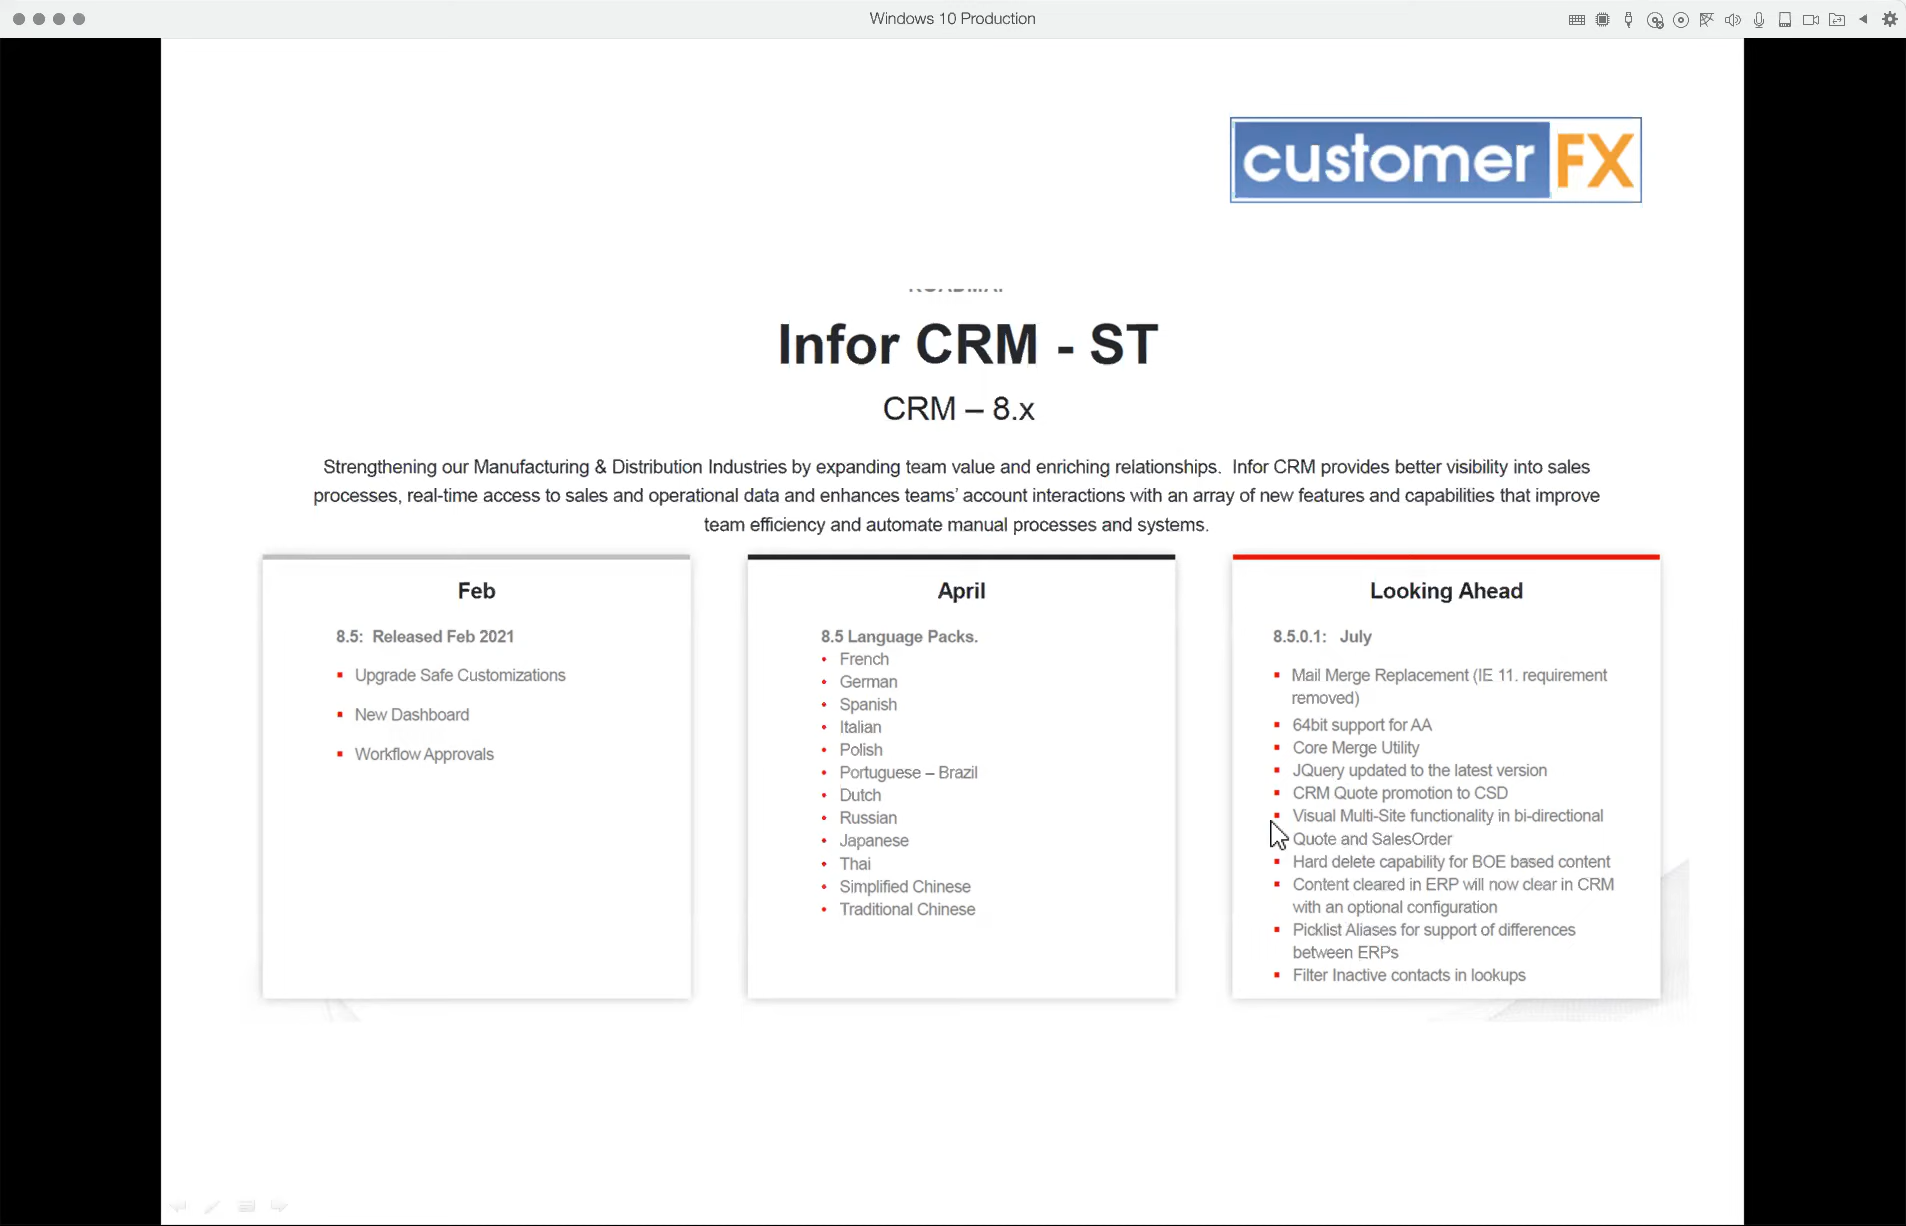 Windows 10 Production
customerFX
Infor CRM - ST
CRM – 8.x
Strengthening our Manufacturing & Distribution Industries by expanding team value and enriching relationships.  Infor CRM provides better visibility into sales
processes, real-time access to sales and operational data and enhances teams’ account interactions with an array of new features and capabilities that improve
team efficiency and automate manual processes and systems.
Feb
8.5:  Released Feb 2021
Upgrade Safe Customizations
New Dashboard
Workflow Approvals
April
8.5 Language Packs.
French
German
Spanish
Italian
Polish
Portuguese – Brazil
Dutch
Russian
Japanese
Thai
Simplified Chinese
Traditional Chinese
Looking Ahead
8.5.0.1:   July
Mail Merge Replacement (IE 11. requirement
removed)
64bit support for AA
Core Merge Utility
JQuery updated to the latest version
CRM Quote promotion to CSD
Visual Multi-Site functionality in bi-directional
Quote and SalesOrder
Hard delete capability for BOE based content
Content cleared in ERP will now clear in CRM
with an optional configuration
Picklist Aliases for support of differences
between ERPs
Filter Inactive contacts in lookups